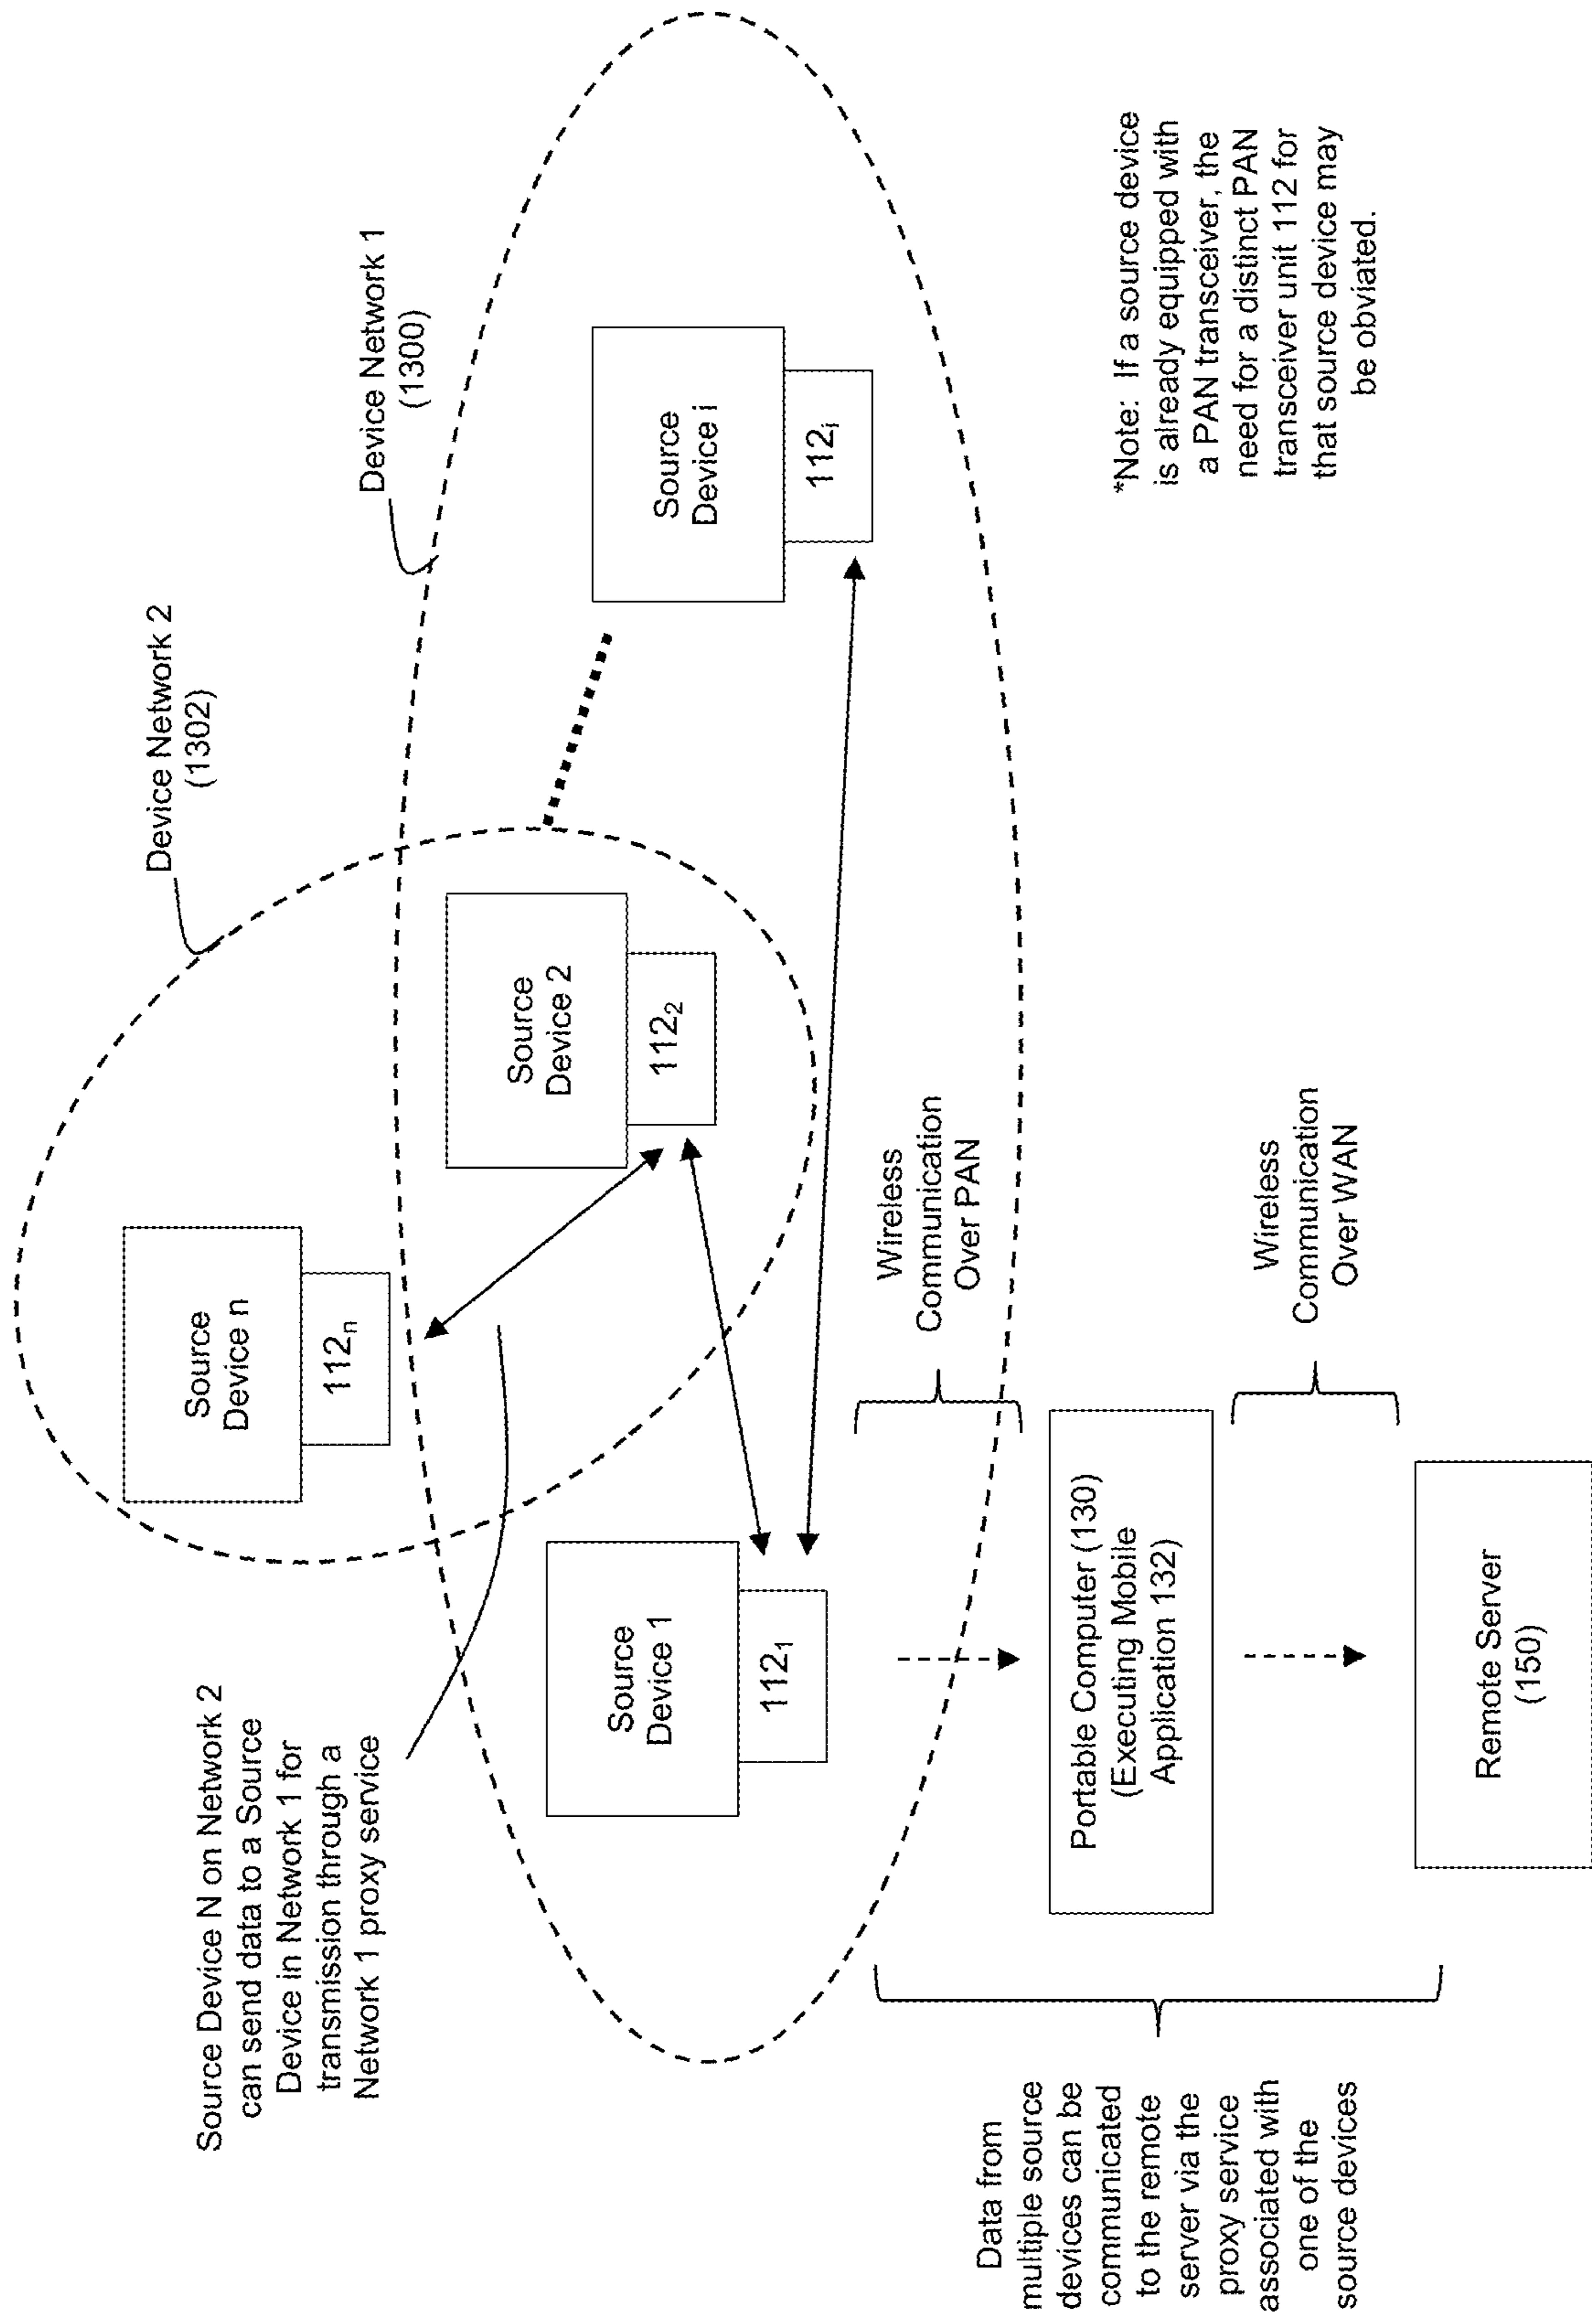 Device Network 2
(1302)
Device Network 1
(1300)
Source Device N on Network 2
can send data to a Source
Device in Network 1 for
transmission through a
Network 1 proxy service
Source
Device n
112ₙ
Source
Device 2
112₂
Source
Device i
112ᵢ
Source
Device 1
112₁
Wireless
Communication
Over PAN
Portable Computer (130)
(Executing Mobile
Application 132)
Wireless
Communication
Over WAN
Remote Server
(150)
Data from
multiple source
devices can be
communicated
to the remote
server via the
proxy service
associated with
one of the
source devices
*Note: If a source device
is already equipped with
a PAN transceiver, the
need for a distinct PAN
transceiver unit 112 for
that source device may
be obviated.